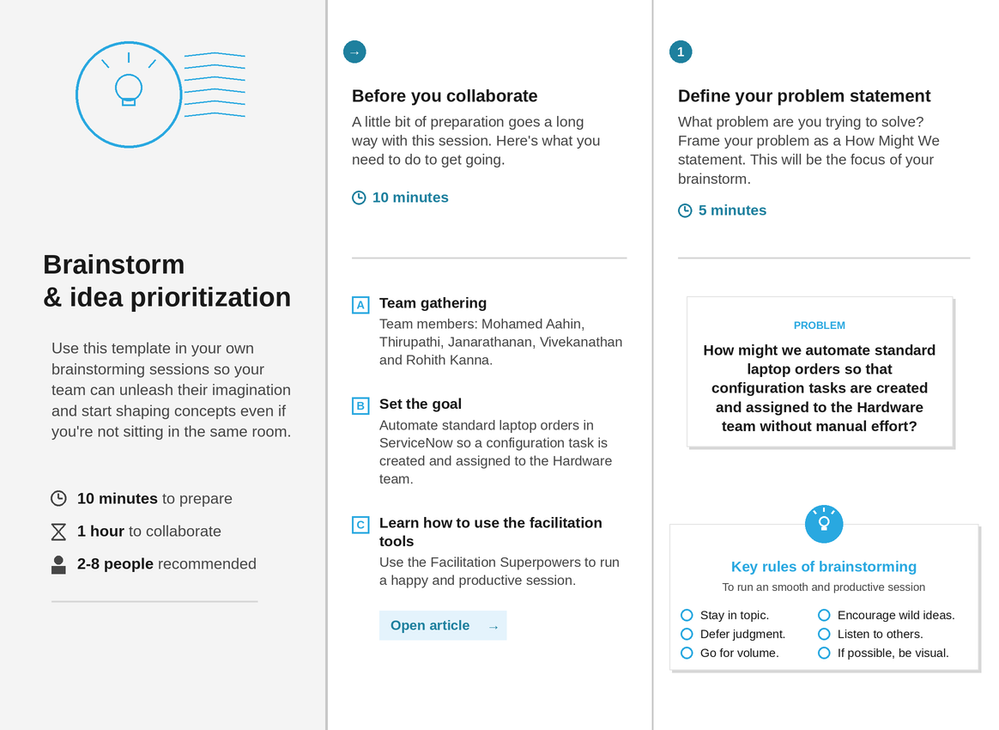 Brainstorm
& idea prioritization
Use this template in your own
brainstorming sessions so your
team can unleash their imagination
and start shaping concepts even if
you're not sitting in the same room.
10 minutes to prepare
1 hour to collaborate
2-8 people recommended
→
Before you collaborate
A little bit of preparation goes a long
way with this session. Here's what you
need to do to get going.
10 minutes
A
Team gathering
Team members: Mohamed Aahin,
Thirupathi, Janarathanan, Vivekanathan
and Rohith Kanna.
B
Set the goal
Automate standard laptop orders in
ServiceNow so a configuration task is
created and assigned to the Hardware
team.
C
Learn how to use the facilitation
tools
Use the Facilitation Superpowers to run
a happy and productive session.
Open article →
1
Define your problem statement
What problem are you trying to solve?
Frame your problem as a How Might We
statement. This will be the focus of your
brainstorm.
5 minutes
PROBLEM
How might we automate standard
laptop orders so that
configuration tasks are created
and assigned to the Hardware
team without manual effort?
Key rules of brainstorming
To run an smooth and productive session
Stay in topic.
Encourage wild ideas.
Defer judgment.
Listen to others.
Go for volume.
If possible, be visual.